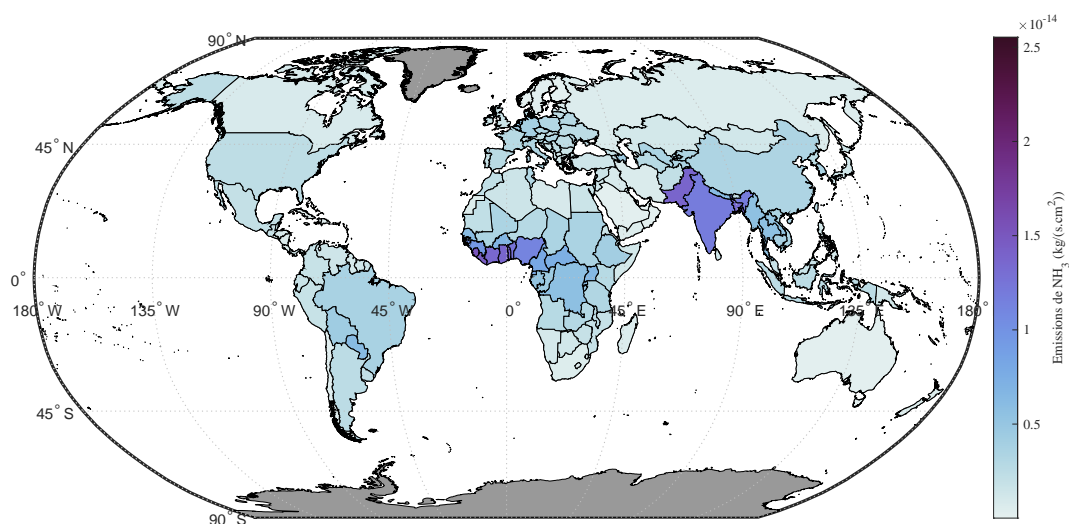 ×10⁻¹⁴
90° N
2.5
2
45° N
1.5
0°
180° W
135° W
90° W
45° W
0°
45° E
90° E
135° E
180°
1
45° S
0.5
90° S
Emissions de NH₃ (kg/(s.cm²))